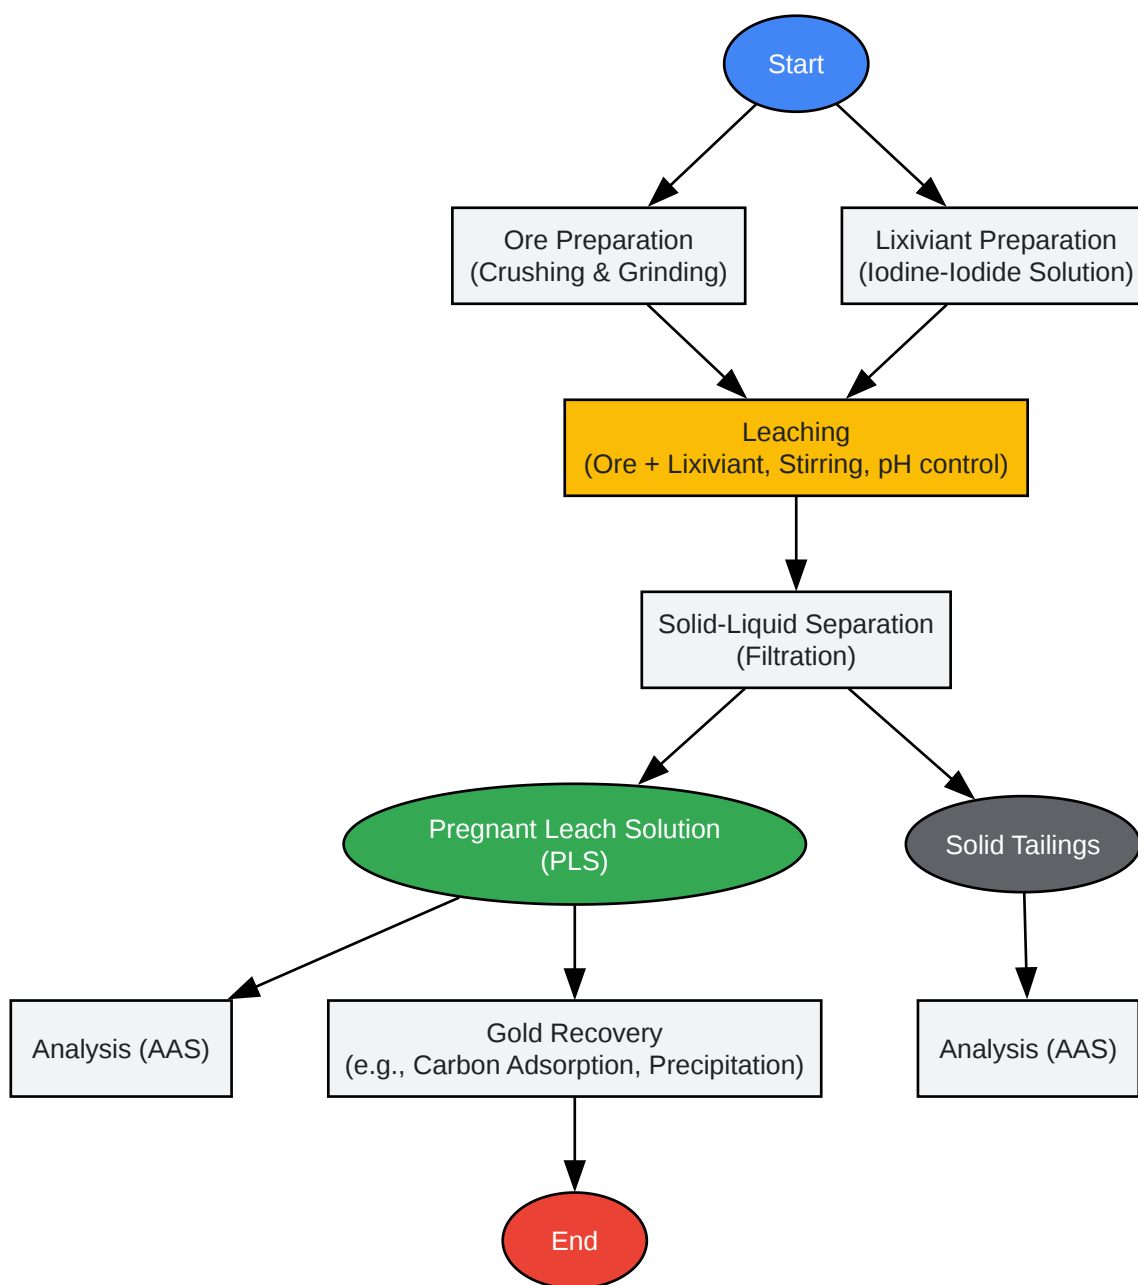 Start
Ore Preparation
(Crushing & Grinding)
Lixiviant Preparation
(Iodine-Iodide Solution)
Leaching
(Ore + Lixiviant, Stirring, pH control)
Solid-Liquid Separation
(Filtration)
Pregnant Leach Solution
(PLS)
Solid Tailings
Analysis (AAS)
Gold Recovery
(e.g., Carbon Adsorption, Precipitation)
Analysis (AAS)
End